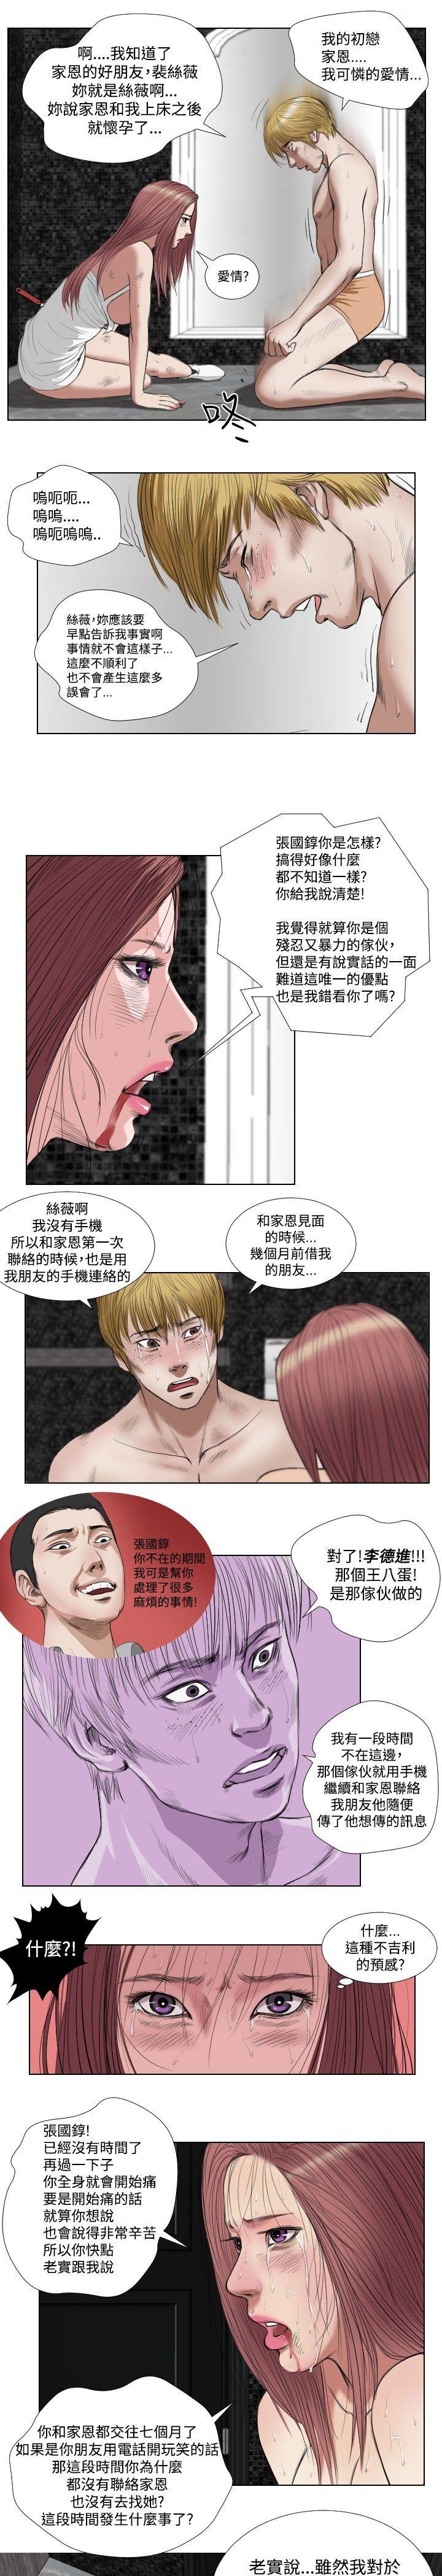 啊....我知道了
家恩的好朋友，裴絲薇
妳就是絲薇啊...
妳說家恩和我上床之後
就懷孕了...
我的初戀
家恩....
我可憐的愛情...
愛情?
咚
嗚呃呃...
嗚嗚....
嗚呃嗚嗚..
絲薇，妳應該要
早點告訴我事實啊
事情就不會這樣子...
這麼不順利了
也不會產生這麼多
誤會了...
張國錞你是怎樣?
搞得好像什麼
都不知道一樣?
你給我說清楚!
我覺得就算你是個
殘忍又暴力的傢伙，
但還是有說實話的一面
難道這唯一的優點
也是我錯看你了嗎?
絲薇啊
我沒有手機
所以和家恩第一次
聯絡的時候，也是用
我朋友的手機連絡的
和家恩見面
的時候...
幾個月前借我
的朋友...
張國錞
你不在的期間
我可是幫你
處理了很多
麻煩的事情!
對了!李德進!!!
那個王八蛋!
是那傢伙做的
我有一段時間
不在這邊，
那個傢伙就用手機
繼續和家恩聯絡
我朋友他隨便
傳了他想傳的訊息
什麼?!
什麼...
這種不吉利
的預感?
張國錞!
已經沒有時間了
再過一下子
你全身就會開始痛
要是開始痛的話
就算你想說
也會說得非常辛苦
所以你快點
老實跟我說
你和家恩都交往七個月了
如果是你朋友用電話開玩笑的話
那這段時間你為什麼
都沒有聯絡家恩
也沒有去找她?
這段時間發生什麼事了?
老實說...雖然我對於